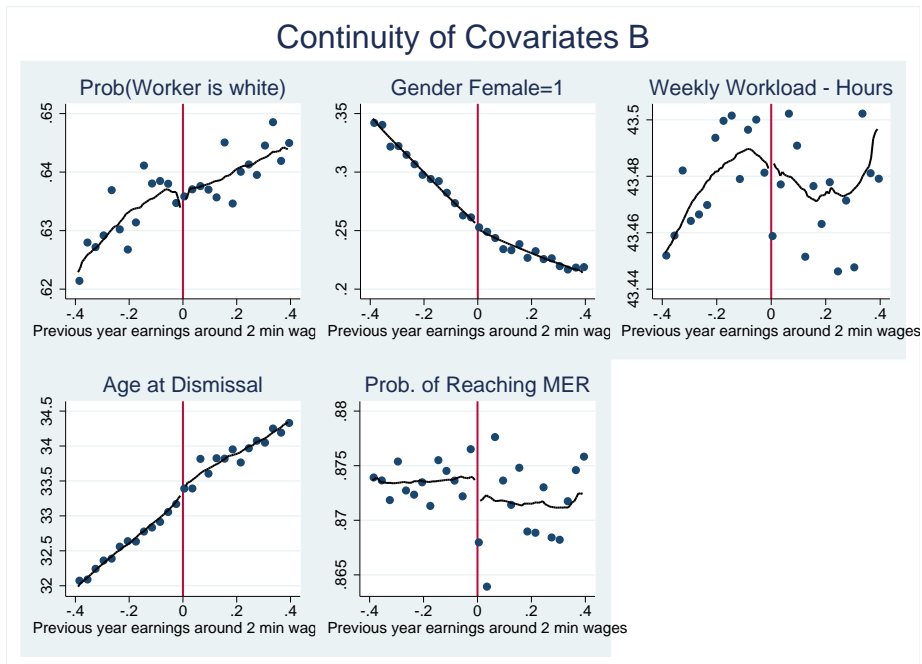 Continuity of Covariates B
Prob(Worker is white)
.65
.64
.63
.62
-.4 -.2 0 .2 .4
Previous year earnings around 2 min wag
Gender Female=1
.35
.3
.25
.2
-.4 -.2 0 .2 .4
Previous year earnings around 2 min wag
Weekly Workload - Hours
43.5
43.48
43.46
43.44
-.4 -.2 0 .2 .4
Previous year earnings around 2 min wages
Age at Dismissal
34.5
34
33.5
33
32.5
32
-.4 -.2 0 .2 .4
Previous year earnings around 2 min wag
Prob. of Reaching MER
.88
.875
.87
.865
-.4 -.2 0 .2 .4
Previous year earnings around 2 min wages